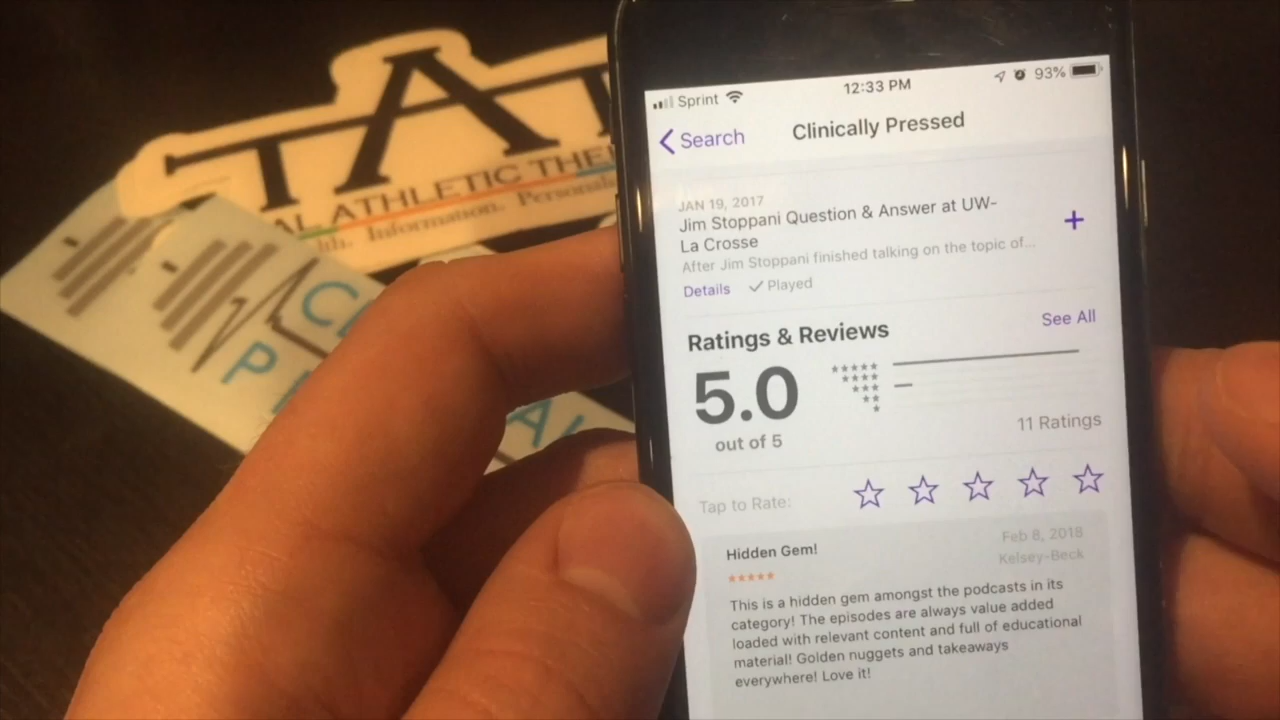 TAT
AL ATHLETIC THE
lth. Information. Personal
CL
P
AL
Sprint
12:33 PM
93%
Search
Clinically Pressed
JAN 19, 2017
Jim Stoppani Question & Answer at UW-
La Crosse
After Jim Stoppani finished talking on the topic of...
+
Details
Played
Ratings & Reviews
See All
5.0
out of 5
11 Ratings
Tap to Rate:
Hidden Gem!
Feb 8, 2018
Kelsey-Beck
This is a hidden gem amongst the podcasts in its
category! The episodes are always value added
loaded with relevant content and full of educational
material! Golden nuggets and takeaways
everywhere! Love it!